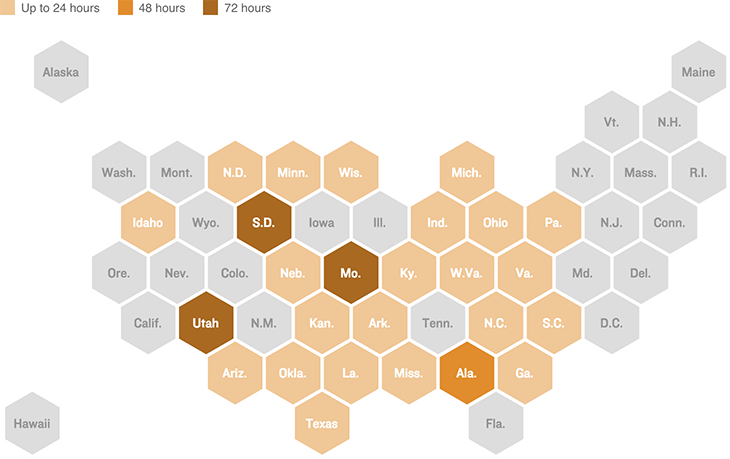 Up to 24 hours 48 hours 72 hours
Alaska Maine
Vt. N.H.
Wash. Mont. N.D. Minn. Wis. Mich. N.Y. Mass. R.I.
Idaho Wyo. S.D. Iowa Ill. Ind. Ohio Pa. N.J. Conn.
Ore. Nev. Colo. Neb. Mo. Ky. W.Va. Va. Md. Del.
Calif. Utah N.M. Kan. Ark. Tenn. N.C. S.C. D.C.
Ariz. Okla. La. Miss. Ala. Ga.
Hawaii Texas Fla.